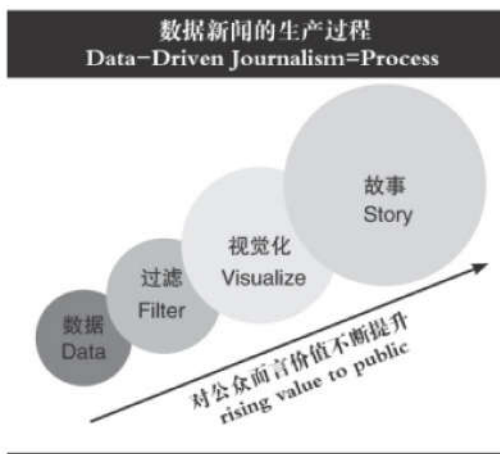 数据新闻的生产过程
Data-Driven Journalism=Process
故事
Story
视觉化
Visualize
过滤
Filter
数据
Data
对公众而言价值不断提升
rising value to public